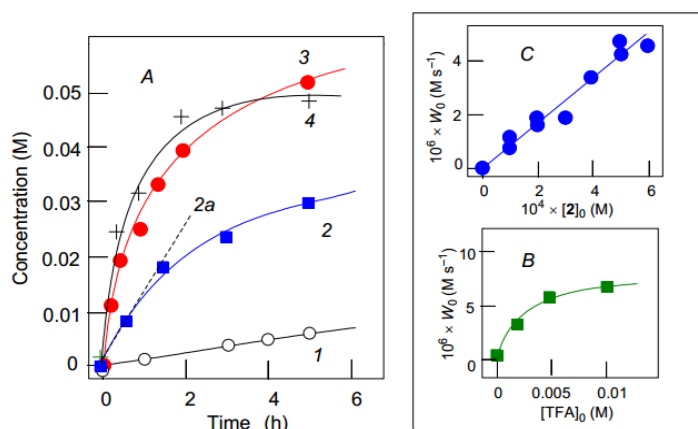 A
3
4
2a
2
1
0.05
0.04
0.03
0.02
0.01
0
Concentration (M)
0 2 4 6
Time (h)
C
4
2
0
10⁶ × W₀ (M s⁻¹)
0 2 4 6
10⁴ × [2]₀ (M)
B
10
5
0
10⁶ × W₀ (M s⁻¹)
0 0.005 0.01
[TFA]₀ (M)